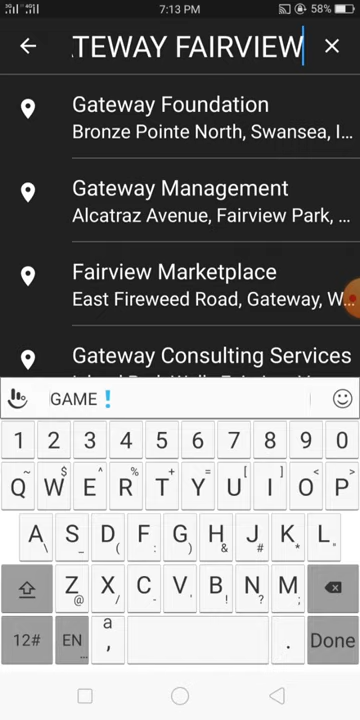 7:13 PM
58%
TEWAY FAIRVIEW
Gateway Foundation
Bronze Pointe North, Swansea, I...
Gateway Management
Alcatraz Avenue, Fairview Park, ...
Fairview Marketplace
East Fireweed Road, Gateway, W...
Gateway Consulting Services
GAME❗
1 2 3 4 5 6 7 8 9 0
~ $ ^ % + = [ ] < >
Q W E R T Y U I O P
A S D F G H J K L
\ _ ( : ) & # * "
Z X C V B N M
@ / - ' ! ? ;
12# EN ... a , . Done